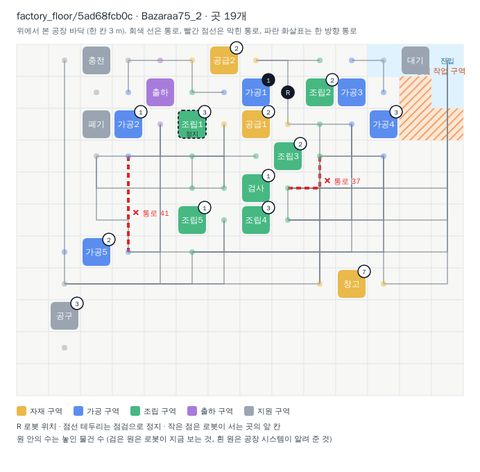 factory_floor/5ad68fcb0c · Bazaraa75_2 · 곳 19개
위에서 본 공장 바닥 (한 칸 3 m). 회색 선은 통로, 빨간 점선은 막힌 통로, 파란 화살표는 한 방향 통로
충전
공급2
2
대기
조립
작업 구역
출하
가공1
1
R
조립2
2
가공3
폐기
가공2
1
조립1
3
정지
공급1
2
가공4
3
조립3
2
검사
1
✕ 통로 37
✕ 통로 41
조립5
1
조립4
3
가공5
2
창고
7
공구
3
자재 구역
가공 구역
조립 구역
출하 구역
지원 구역
R 로봇 위치 · 점선 테두리는 점검으로 정지 · 작은 점은 로봇이 서는 곳의 앞 칸
원 안의 수는 놓인 물건 수 (검은 원은 로봇이 지금 보는 것, 흰 원은 공장 시스템이 알려 준 것)